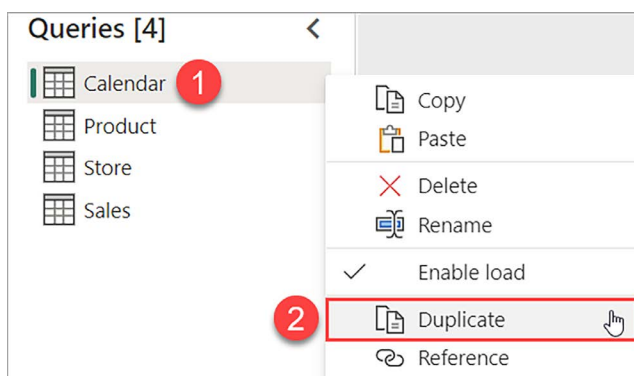 Queries [4]
Calendar 1
Product
Store
Sales
Copy
Paste
Delete
Rename
Enable load
2 Duplicate
Reference